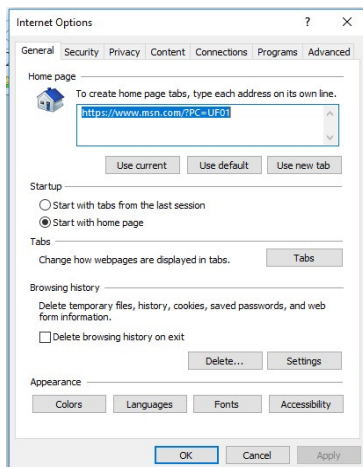 Internet Options ? X
General Security Privacy Content Connections Programs Advanced
Home page
To create home page tabs, type each address on its own line.
https://www.msn.com/?PC=UF01
Use current Use default Use new tab
Startup
Start with tabs from the last session
Start with home page
Tabs
Change how webpages are displayed in tabs. Tabs
Browsing history
Delete temporary files, history, cookies, saved passwords, and web
form information.
Delete browsing history on exit
Delete... Settings
Appearance
Colors Languages Fonts Accessibility
OK Cancel Apply